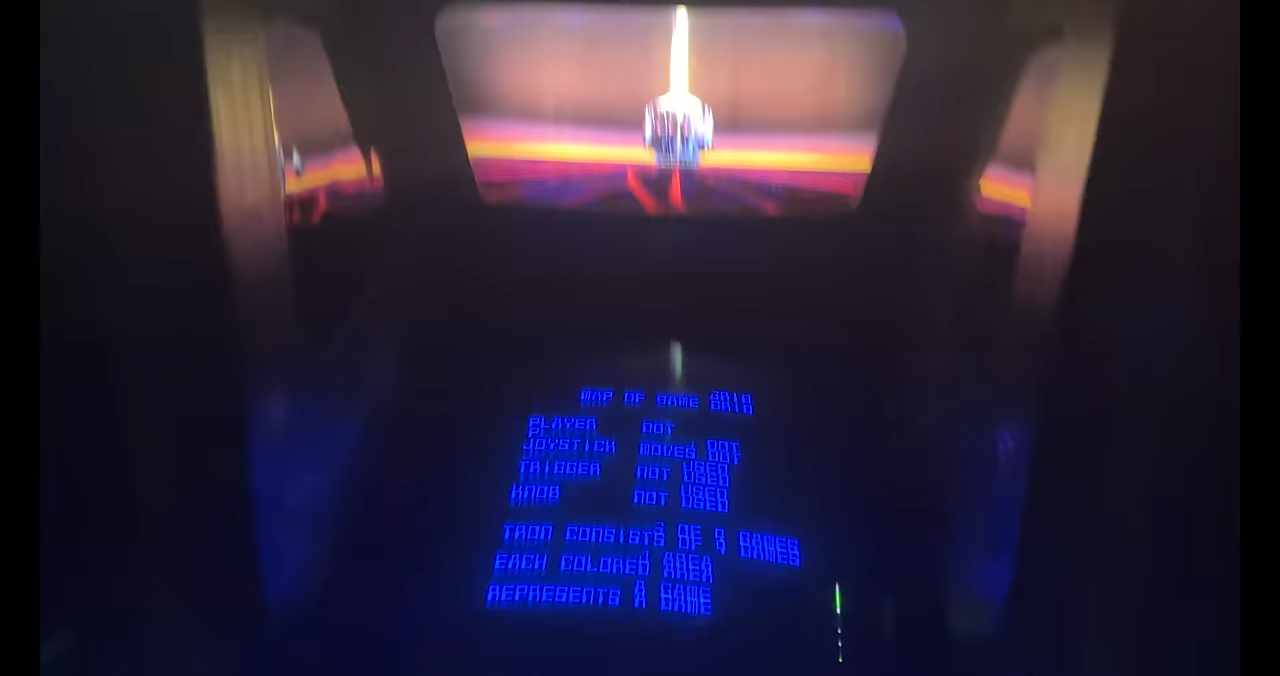 MAP OF GAME GRID
PLAYER DOT
JOYSTICK MOVES DOT
TRIGGER NOT USED
KNOB NOT USED
TRON CONSISTS OF 4 GAMES
EACH COLORED AREA
REPRESENTS A GAME